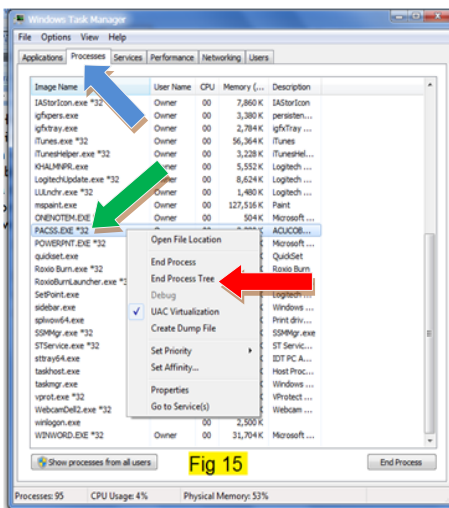 Windows Task Manager
File Options View Help
Applications Processes Services Performance Networking Users
Image Name User Name CPU Memory (... Description
IAStorIcon.exe *32 Owner 00 7,860 K IAStorIcon
igfxpers.exe Owner 00 3,380 K persisten...
igfxtray.exe 00 2,784 K igfxTray ...
iTunes.exe *32 Owner 00 56,364 K iTunes
iTunesHelper.exe *32 Owner 00 3,228 K iTunesHel...
KHALMNPR.exe 00 5,552 K Logitech ...
LogitechUpdate.exe *32 00 8,624 K Logitech ...
LULnchr.exe *32 Owner 00 1,480 K Logitech ...
mspaint.exe Owner 00 127,516 K Paint
ONENOTEM.EXE Owner 00 504 K Microsoft ...
PACSS.EXE *32 ACUCOB...
POWERPNT.EXE *32 Microsoft ...
quickset.exe QuickSet
Roxio Burn.exe *32 Roxio Burn
RoxioBurnLauncher.exe *3
SetPoint.exe Logitech ...
sidebar.exe Windows ...
splwow64.exe Print driv...
SSMMgr.exe *32 SSMMgr.exe
STService.exe *32 ST Servic...
sttray64.exe IDT PC A...
taskhost.exe Host Proc...
taskmgr.exe Windows ...
vprot.exe *32 VProtect ...
WebcamDell2.exe *32 Webcam ...
winlogon.exe 00 2,500 K
WINWORD.EXE *32 Owner 00 31,704 K Microsoft ...
Open File Location
End Process
End Process Tree
Debug
UAC Virtualization
Create Dump File
Set Priority
Set Affinity...
Properties
Go to Service(s)
Show processes from all users Fig 15 End Process
Processes: 95 CPU Usage: 4% Physical Memory: 53%